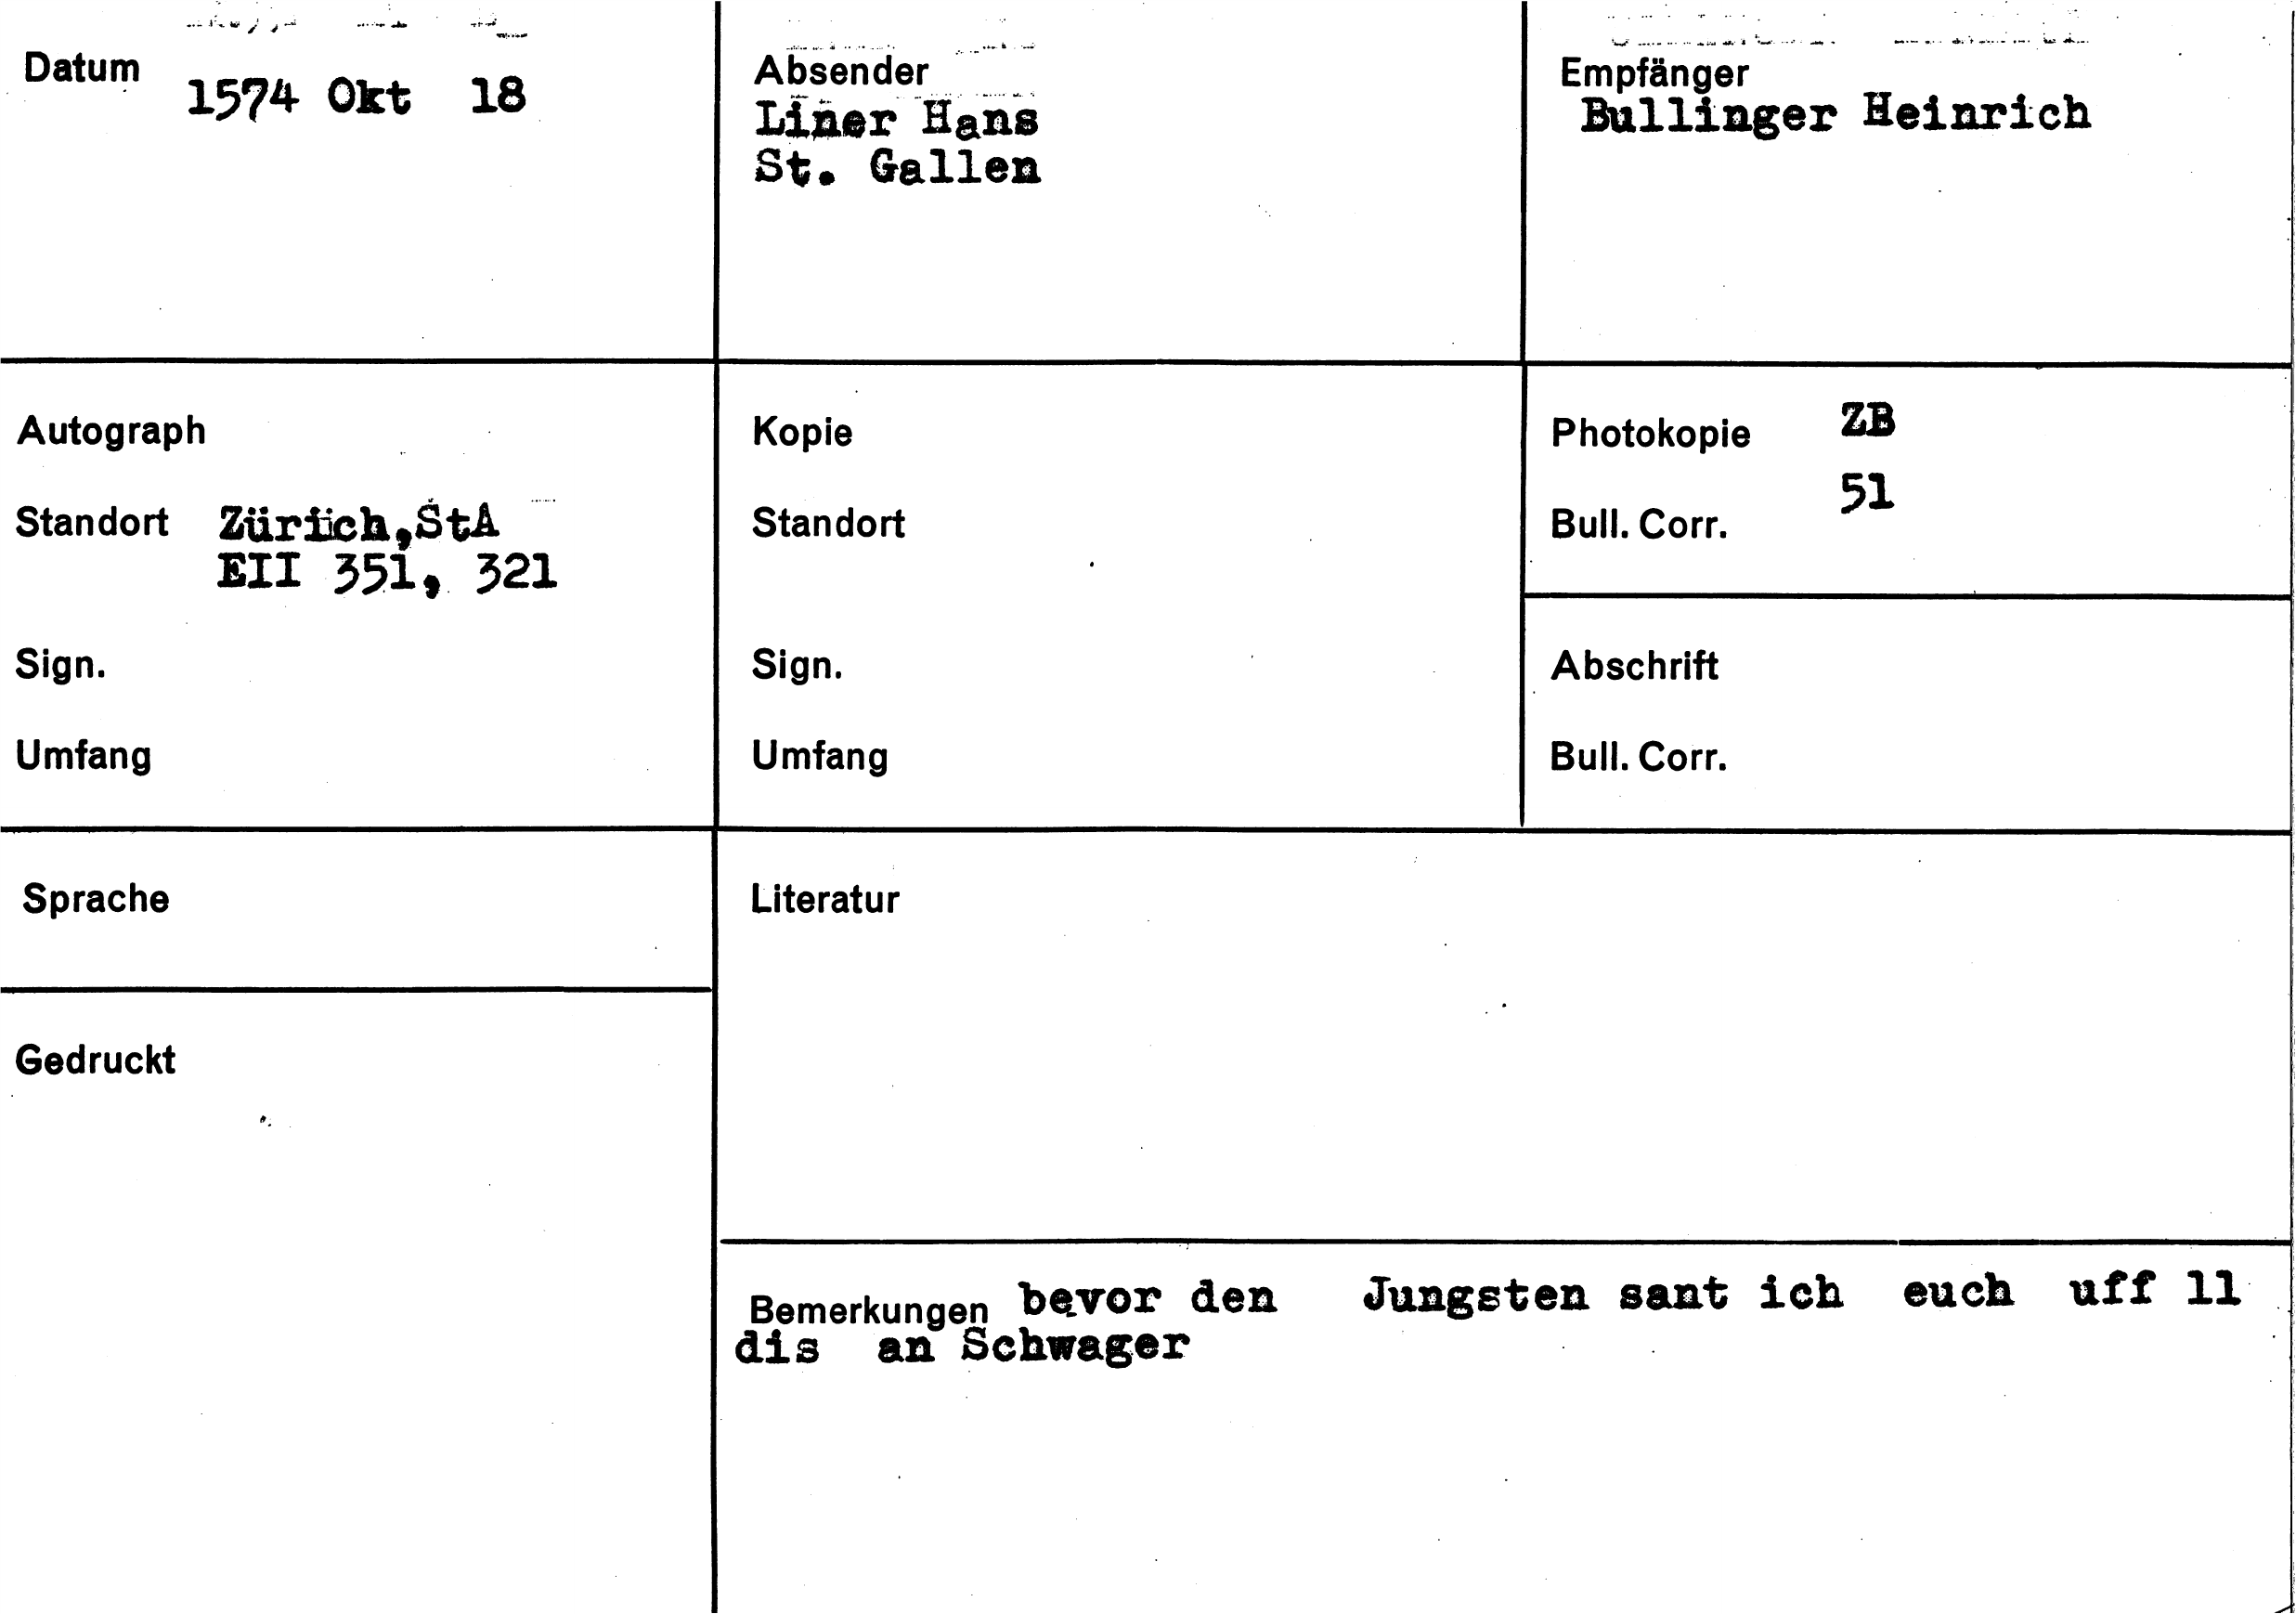 Datum 1574 Okt 18
Absender
Liner Hans
St. Gallen
Empfänger
Bullinger Heinrich
Autograph
Standort Zürich,StA
EII 351, 321
Sign.
Umfang
Kopie
Standort
Sign.
Umfang
Photokopie ZB
Bull. Corr. 51
Abschrift
Bull. Corr.
Sprache
Gedruckt
Literatur
Bemerkungen bevor den Jungsten sant ich euch uff 11
dis an Schwager